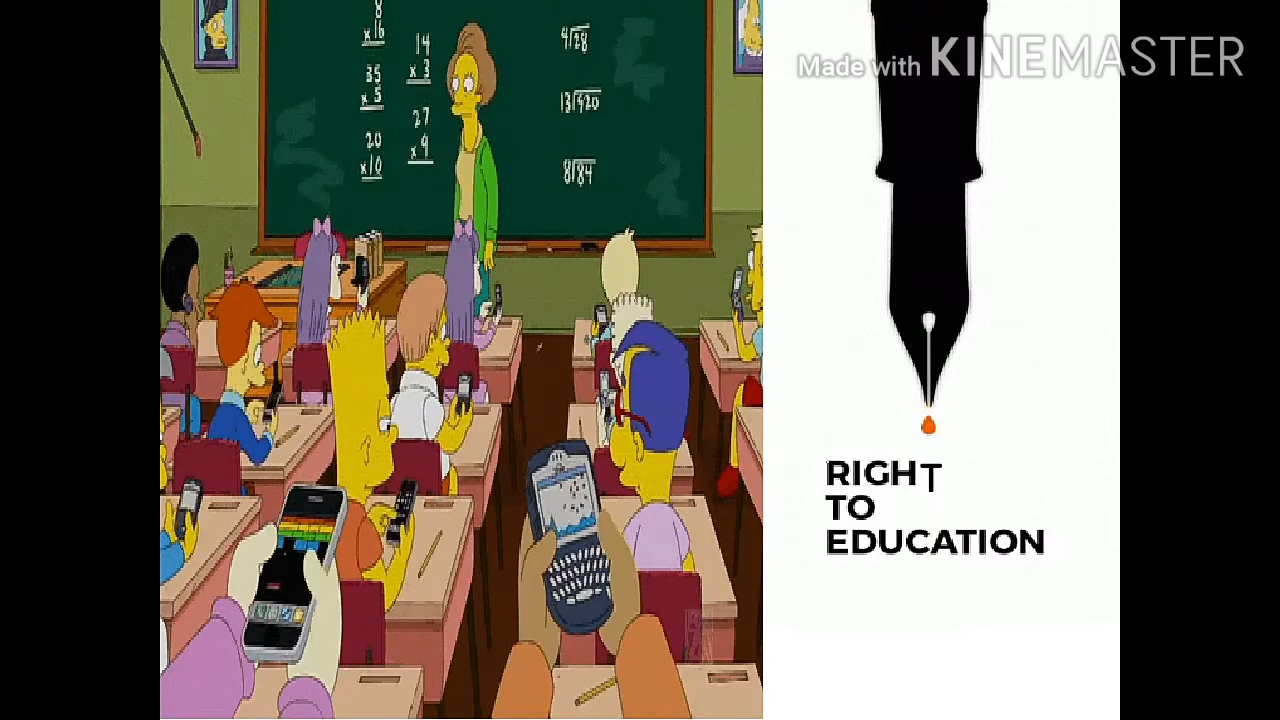 8
x16
35
x 5
20
x10
14
x 3
27
x 9
4/28
13/420
8/84
Made with KINEMASTER
RIGHT
TO
EDUCATION